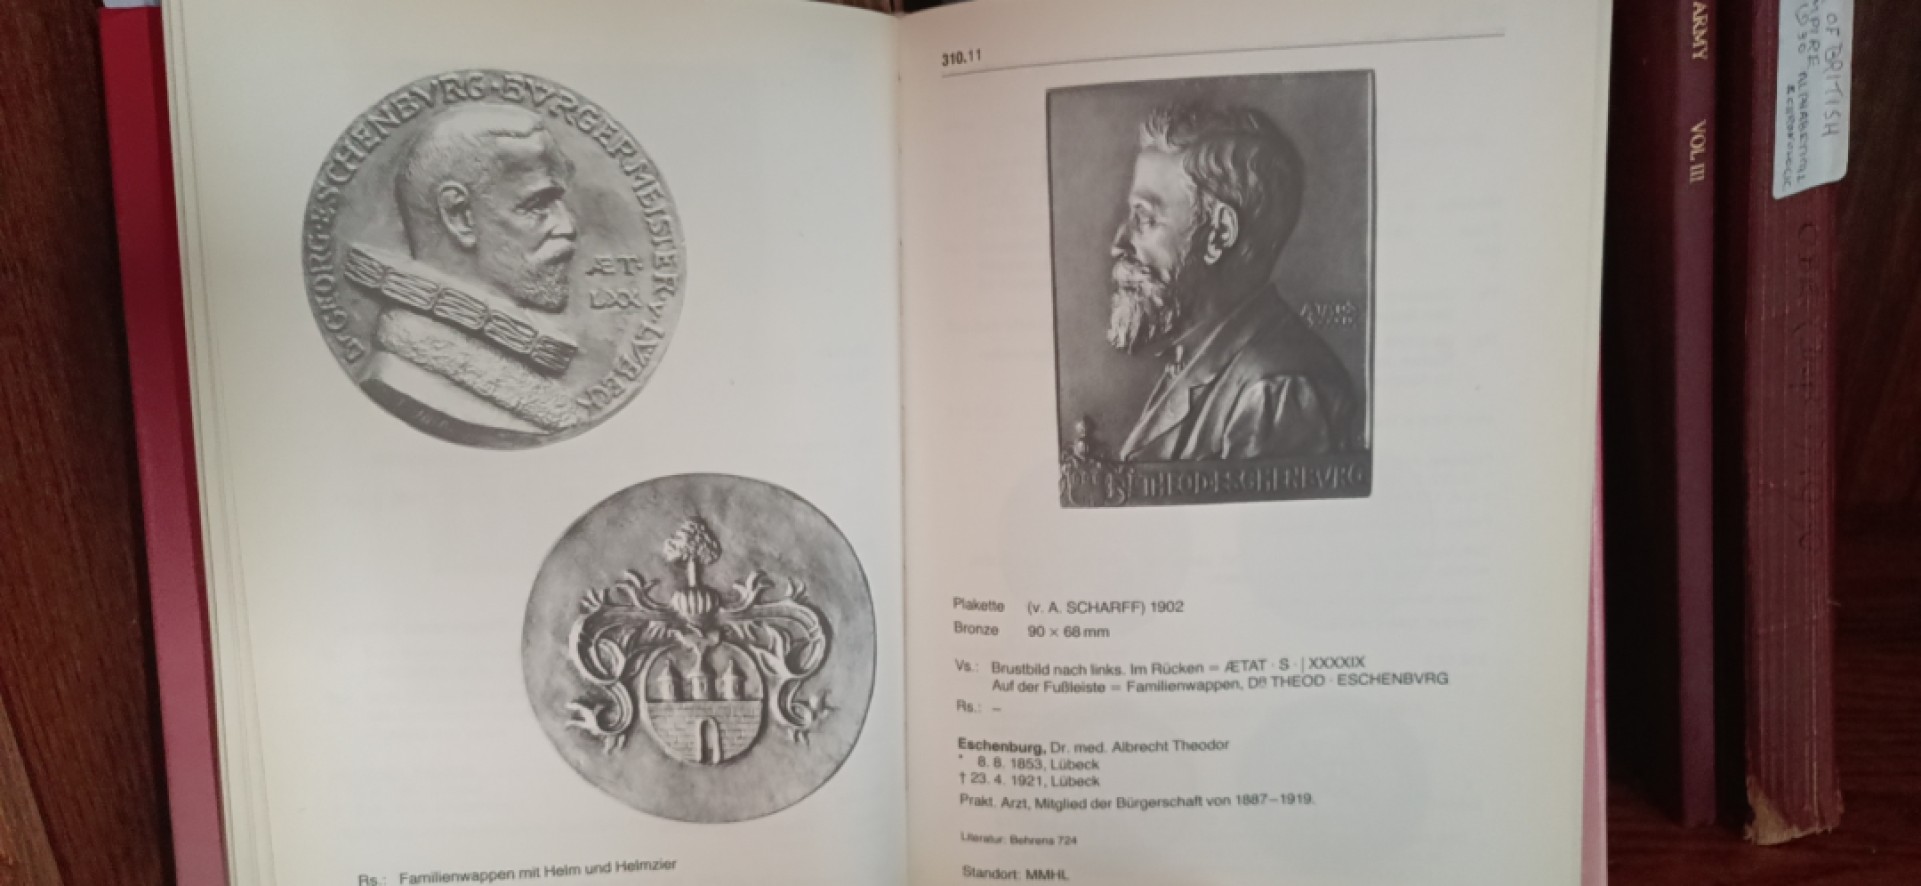 Dr GEORG·ESCHENBVRG·BVRGERMEISTER·v·LVBECK
ÆT·
LXX
Rs.: Familienwappen mit Helm und Helmzier
310.11
THEOD·ESCHENBVRG
Plakette (v. A. SCHARFF) 1902
Bronze 90 × 68 mm
Vs.: Brustbild nach links. Im Rücken = ÆTAT · S · | XXXXIX
Auf der Fußleiste = Familienwappen, Dᴿ THEOD · ESCHENBVRG
Rs.: –
Eschenburg, Dr. med. Albrecht Theodor
* 8. 8. 1853, Lübeck
† 23. 4. 1921, Lübeck
Prakt. Arzt, Mitglied der Bürgerschaft von 1887–1919.
Literatur: Behrens 724
Standort: MMHL
ARMY VOL III
OF BRITISH